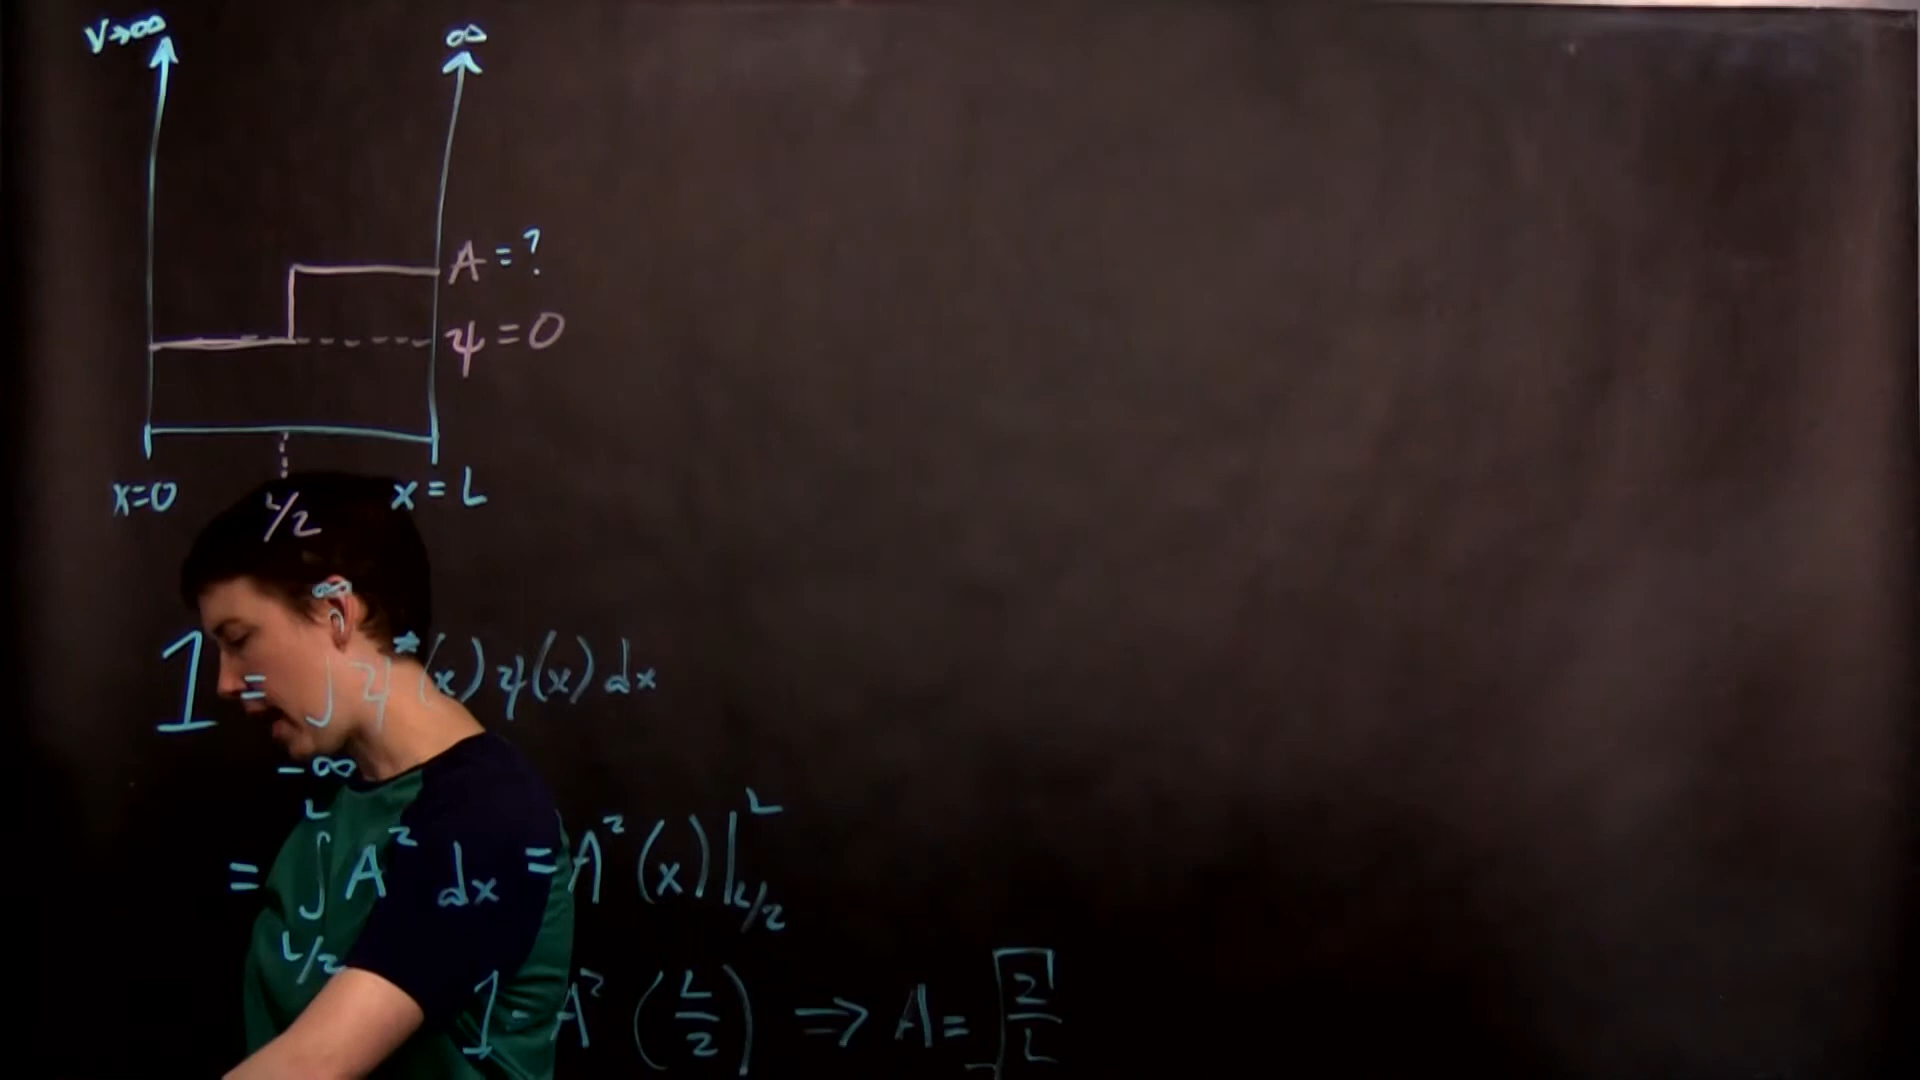 V→∞ ∞
A = ?
ψ = 0
x=0 L/2 x = L
1 = ∫_{-∞}^{∞} ψ*(x) ψ(x) dx
= ∫_{L/2}^{L} A² dx = A² (x)|_{L/2}^{L}
1 = A² (L/2) ⇒ A = √(2/L)